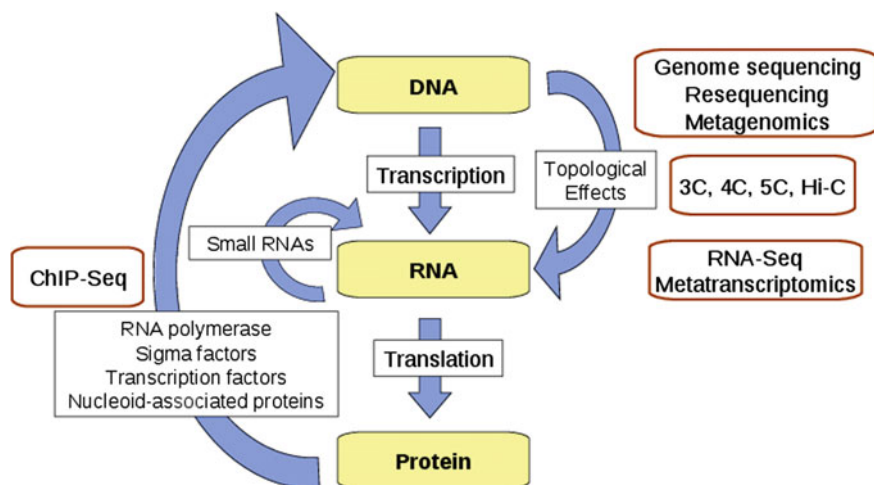 DNA
Genome sequencing
Resequencing
Metagenomics
Transcription
Topological
Effects
3C, 4C, 5C, Hi-C
Small RNAs
RNA
RNA-Seq
Metatranscriptomics
ChIP-Seq
RNA polymerase
Sigma factors
Transcription factors
Nucleoid-associated proteins
Translation
Protein